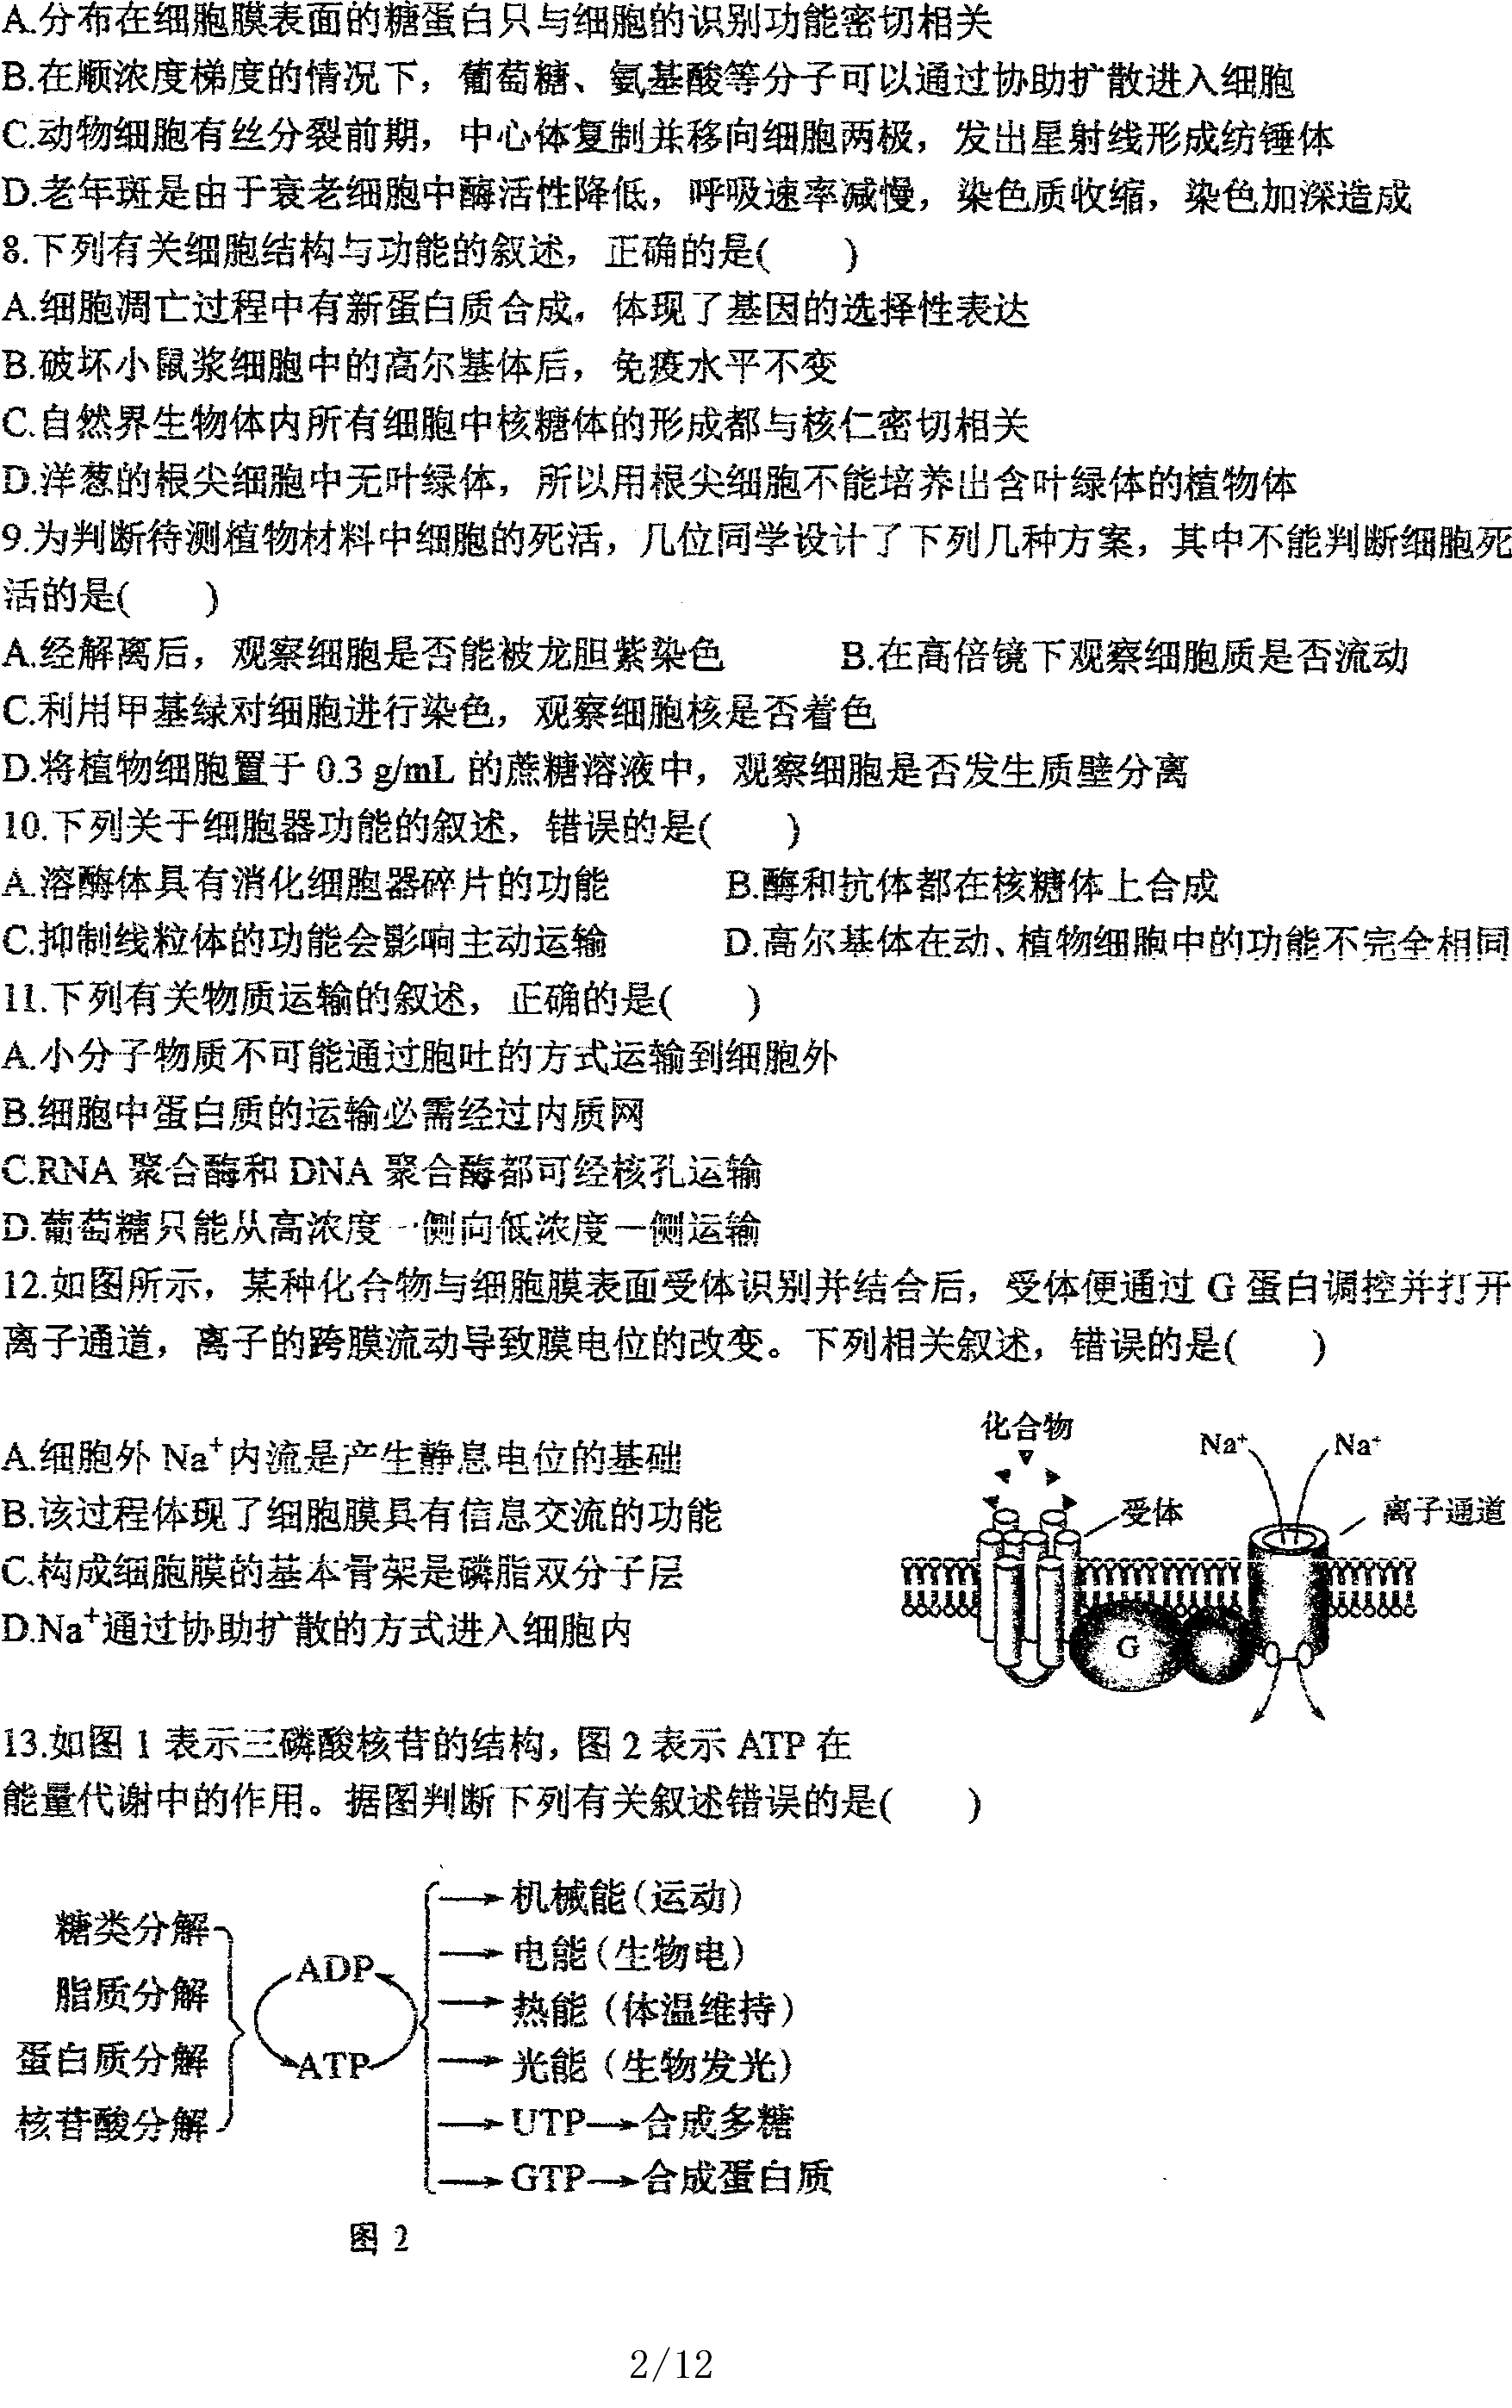 A.分布在细胞膜表面的糖蛋白只与细胞的识别功能密切相关
B.在顺浓度梯度的情况下，葡萄糖、氨基酸等分子可以通过协助扩散进入细胞
C.动物细胞有丝分裂前期，中心体复制并移向细胞两极，发出星射线形成纺锤体
D.老年斑是由于衰老细胞中酶活性降低，呼吸速率减慢，染色质收缩，染色加深造成
8.下列有关细胞结构与功能的叙述，正确的是(　　)
A.细胞凋亡过程中有新蛋白质合成，体现了基因的选择性表达
B.破坏小鼠浆细胞中的高尔基体后，免疫水平不变
C.自然界生物体内所有细胞中核糖体的形成都与核仁密切相关
D.洋葱的根尖细胞中无叶绿体，所以用根尖细胞不能培养出含叶绿体的植物体
9.为判断待测植物材料中细胞的死活，几位同学设计了下列几种方案，其中不能判断细胞死
活的是(　　)
A.经解离后，观察细胞是否能被龙胆紫染色　　B.在高倍镜下观察细胞质是否流动
C.利用甲基绿对细胞进行染色，观察细胞核是否着色
D.将植物细胞置于 0.3 g/mL 的蔗糖溶液中，观察细胞是否发生质壁分离
10.下列关于细胞器功能的叙述，错误的是(　　)
A.溶酶体具有消化细胞器碎片的功能　　B.酶和抗体都在核糖体上合成
C.抑制线粒体的功能会影响主动运输　　D.高尔基体在动、植物细胞中的功能不完全相同
11.下列有关物质运输的叙述，正确的是(　　)
A.小分子物质不可能通过胞吐的方式运输到细胞外
B.细胞中蛋白质的运输必需经过内质网
C.RNA 聚合酶和 DNA 聚合酶都可经核孔运输
D.葡萄糖只能从高浓度一侧向低浓度一侧运输
12.如图所示，某种化合物与细胞膜表面受体识别并结合后，受体便通过 G 蛋白调控并打开
离子通道，离子的跨膜流动导致膜电位的改变。下列相关叙述，错误的是(　　)
A.细胞外 Na⁺内流是产生静息电位的基础
B.该过程体现了细胞膜具有信息交流的功能
C.构成细胞膜的基本骨架是磷脂双分子层
D.Na⁺通过协助扩散的方式进入细胞内
化合物
Na⁺ Na⁺
受体
离子通道
G
13.如图 1 表示三磷酸核苷的结构，图 2 表示 ATP 在
能量代谢中的作用。据图判断下列有关叙述错误的是(　　)
糖类分解
脂质分解
蛋白质分解
核苷酸分解
ADP
ATP
机械能(运动)
电能(生物电)
热能(体温维持)
光能(生物发光)
UTP→合成多糖
GTP→合成蛋白质
图 2
2/12